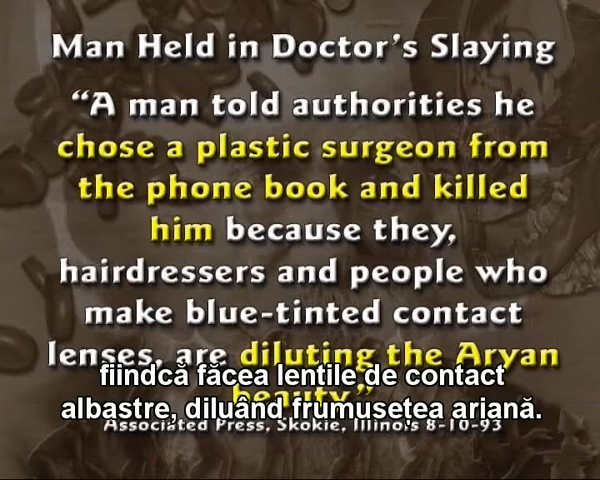 Man Held in Doctor's Slaying
“A man told authorities he
chose a plastic surgeon from
the phone book and killed
him because they,
hairdressers and people who
make blue-tinted contact
lenses, are diluting the Aryan
beauty.”
fiindcă făcea lentile de contact
albastre, diluând frumusețea ariană.
Associated Press, Skokie, Illinois 8-10-93